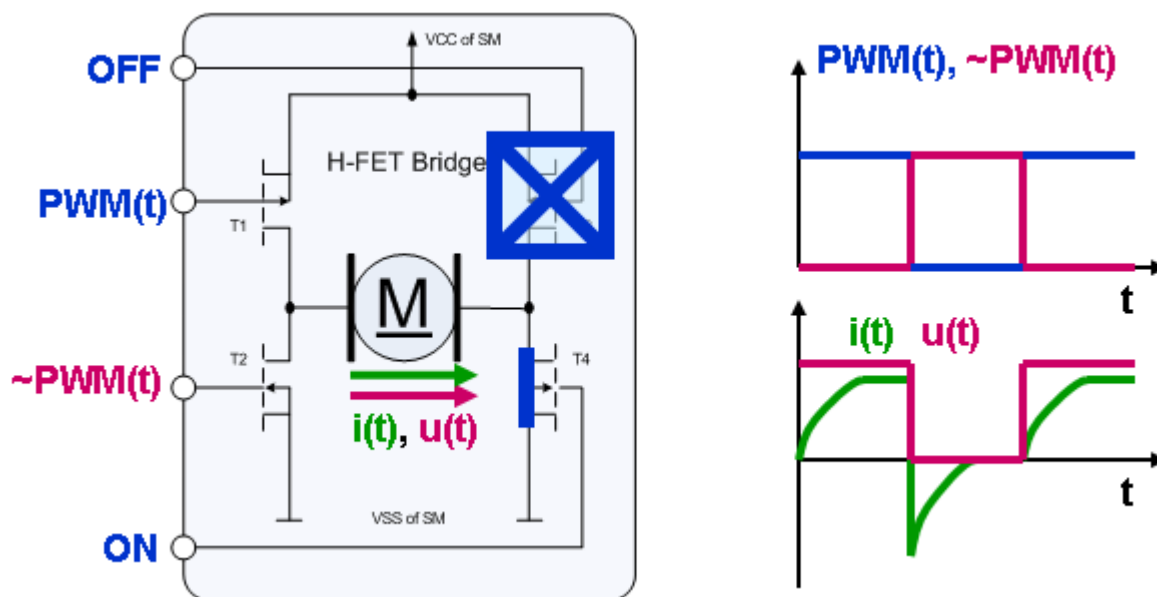 VCC of SM
OFF
PWM(t), ~PWM(t)
H-FET Bridge
PWM(t)
T1
M
t
i(t) u(t)
T2
T4
~PWM(t)
i(t), u(t)
t
VSS of SM
ON